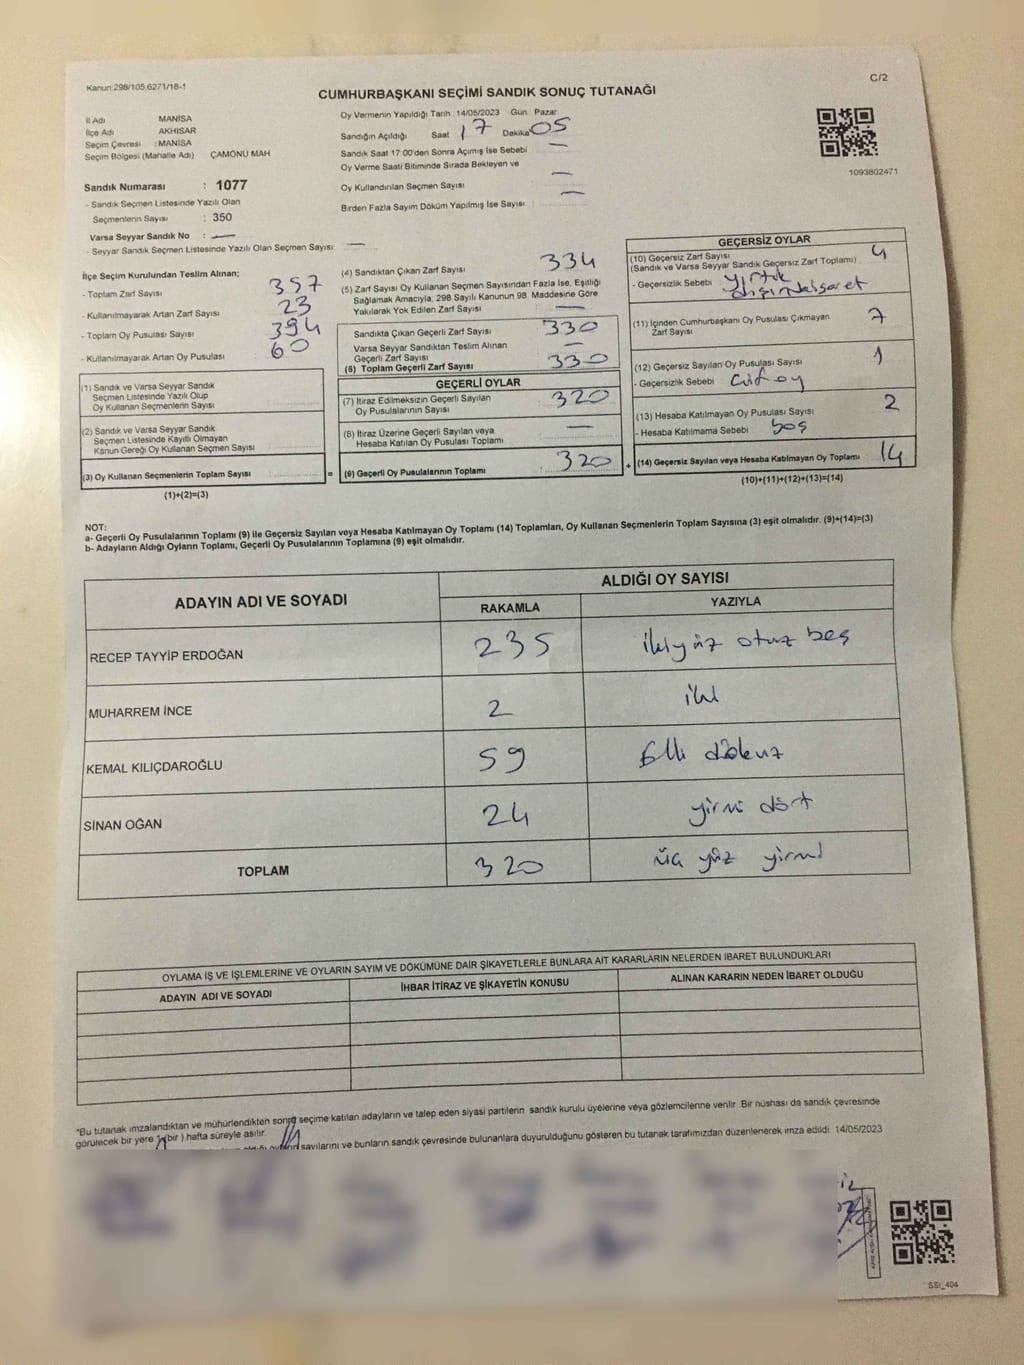 Kanun:298/105,6271/18-1
C/2
CUMHURBAŞKANI SEÇİMİ SANDIK SONUÇ TUTANAĞI
İl Adı MANİSA
İlçe Adı AKHİSAR
Seçim Çevresi : MANİSA
Seçim Bölgesi (Mahalle Adı) ÇAMÖNÜ MAH
Sandık Numarası : 1077
- Sandık Seçmen Listesinde Yazılı Olan
Seçmenlerin Sayısı : 350
Varsa Seyyar Sandık No : —
- Seyyar Sandık Seçmen Listesinde Yazılı Olan Seçmen Sayısı : —
Oy Vermenin Yapıldığı Tarih :14/05/2023 Gün : Pazar
Sandığın Açıldığı Saat 17 Dakika 05
Sandık Saat 17:00'den Sonra Açılmış İse Sebebi —
Oy Verme Saati Bitiminde Sırada Bekleyen ve
Oy Kullandırılan Seçmen Sayısı —
Birden Fazla Sayım Döküm Yapılmış İse Sayısı : —
1093802471
İlçe Seçim Kurulundan Teslim Alınan;
- Toplam Zarf Sayısı : 357
- Kullanılmayarak Artan Zarf Sayısı : 23
- Toplam Oy Pusulası Sayısı : 394
- Kullanılmayarak Artan Oy Pusulası : 60
(1) Sandık ve Varsa Seyyar Sandık
Seçmen Listesinde Yazılı Olup
Oy Kullanan Seçmenlerin Sayısı :
(2) Sandık ve Varsa Seyyar Sandık
Seçmen Listesinde Kayıtlı Olmayan
Kanun Gereği Oy Kullanan Seçmen Sayısı :
(3) Oy Kullanan Seçmenlerin Toplam Sayısı :
(1)+(2)=(3)
=
(4) Sandıktan Çıkan Zarf Sayısı 334
(5) Zarf Sayısı Oy Kullanan Seçmen Sayısından Fazla İse, Eşitliği
Sağlamak Amacıyla, 298 Sayılı Kanunun 98. Maddesine Göre
Yakılarak Yok Edilen Zarf Sayısı : —
Sandıkta Çıkan Geçerli Zarf Sayısı : 330
Varsa Seyyar Sandıktan Teslim Alınan
Geçerli Zarf Sayısı : —
(6) Toplam Geçerli Zarf Sayısı : 330
GEÇERLİ OYLAR
(7) İtiraz Edilmeksizin Geçerli Sayılan
Oy Pusulalarının Sayısı : 320
(8) İtiraz Üzerine Geçerli Sayılan veya
Hesaba Katılan Oy Pusulası Toplamı : —
(9) Geçerli Oy Pusulalarının Toplamı : 320
+
GEÇERSİZ OYLAR
(10) Geçersiz Zarf Sayısı
(Sandık ve Varsa Seyyar Sandık Geçersiz Zarf Toplamı) 4
- Geçersizlik Sebebi : yırtık
dışında işaret
(11) İçinden Cumhurbaşkanı Oy Pusulası Çıkmayan
Zarf Sayısı 7
(12) Geçersiz Sayılan Oy Pusulası Sayısı 1
- Geçersizlik Sebebi : çift oy
(13) Hesaba Katılmayan Oy Pusulası Sayısı 2
- Hesaba Katılmama Sebebi : boş
(14) Geçersiz Sayılan veya Hesaba Katılmayan Oy Toplamı : 14
(10)+(11)+(12)+(13)=(14)
NOT:
a- Geçerli Oy Pusulalarının Toplamı (9) ile Geçersiz Sayılan veya Hesaba Katılmayan Oy Toplamı (14) Toplamları, Oy Kullanan Seçmenlerin Toplam Sayısına (3) eşit olmalıdır. (9)+(14)=(3)
b- Adayların Aldığı Oyların Toplamı, Geçerli Oy Pusulalarının Toplamına (9) eşit olmalıdır.
ADAYIN ADI VE SOYADI ALDIĞI OY SAYISI
RAKAMLA YAZIYLA
RECEP TAYYİP ERDOĞAN 235 ikiyüz otuz beş
MUHARREM İNCE 2 iki
KEMAL KILIÇDAROĞLU 59 Elli dokuz
SİNAN OĞAN 24 yirmi dört
TOPLAM 320 üç yüz yirmi
OYLAMA İŞ VE İŞLEMLERİNE VE OYLARIN SAYIM VE DÖKÜMÜNE DAİR ŞİKAYETLERLE BUNLARA AİT KARARLARIN NELERDEN İBARET BULUNDUKLARI
ADAYIN ADI VE SOYADI İHBAR İTİRAZ VE ŞİKAYETİN KONUSU ALINAN KARARIN NEDEN İBARET OLDUĞU
"Bu tutanak imzalandıktan ve mühürlendikten sonra seçime katılan adayların ve talep eden siyasi partilerin sandık kurulu üyelerine veya gözlemcilerine verilir .Bir nüshası da sandık çevresinde
görülecek bir yere 1 (bir ) hafta süreyle asılır.
sayılarını ve bunların sandık çevresinde bulunanlara duyurulduğunu gösteren bu tutanak tarafımızdan düzenlenerek imza edildi. 14/05/2023
SSİ_404